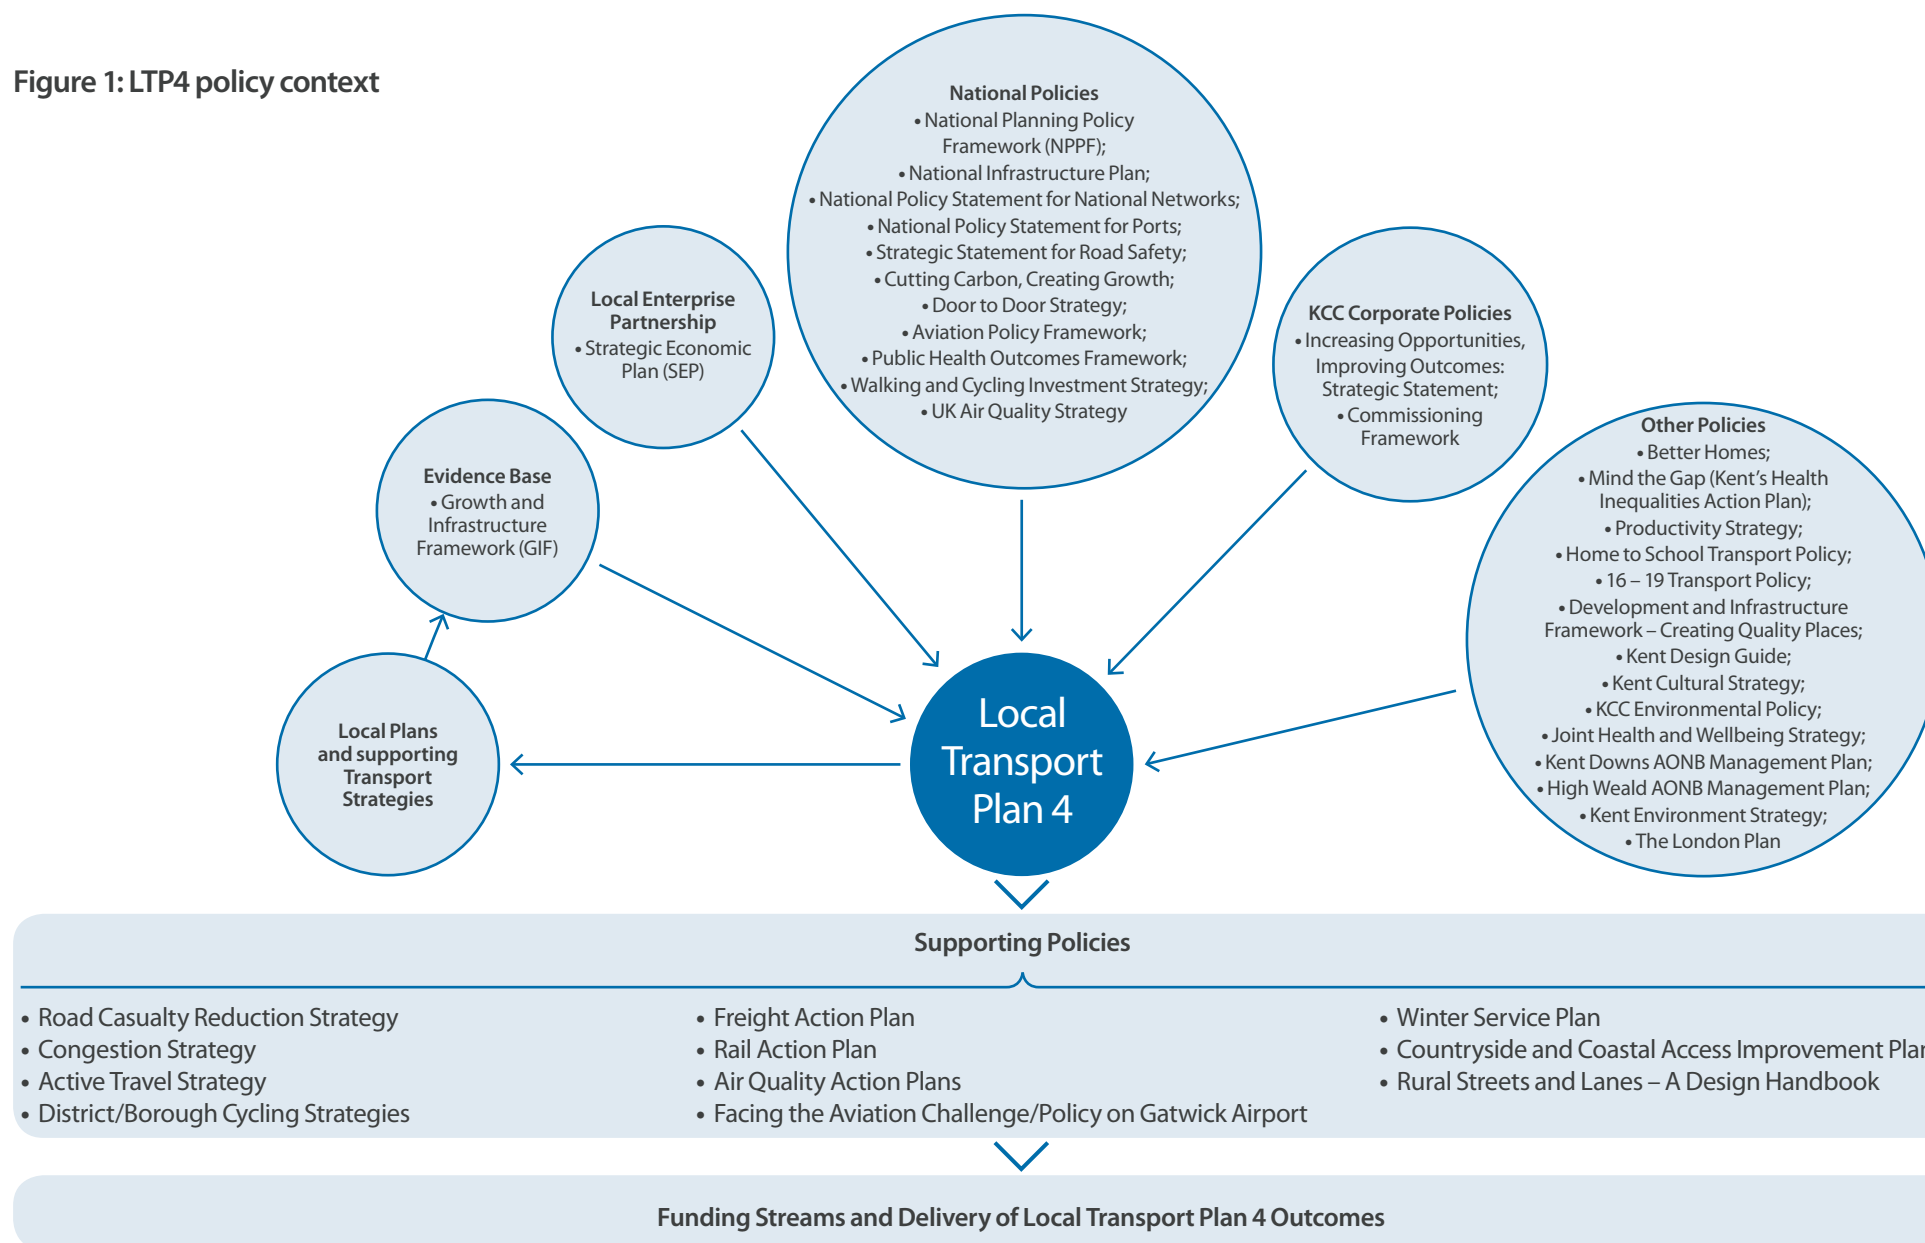 Figure 1: LTP4 policy context
National Policies
• National Planning Policy
Framework (NPPF);
• National Infrastructure Plan;
• National Policy Statement for National Networks;
• National Policy Statement for Ports;
• Strategic Statement for Road Safety;
• Cutting Carbon, Creating Growth;
• Door to Door Strategy;
• Aviation Policy Framework;
• Public Health Outcomes Framework;
• Walking and Cycling Investment Strategy;
• UK Air Quality Strategy
Local Enterprise
Partnership
• Strategic Economic
Plan (SEP)
KCC Corporate Policies
• Increasing Opportunities,
Improving Outcomes:
Strategic Statement;
• Commissioning
Framework
Evidence Base
• Growth and
Infrastructure
Framework (GIF)
Other Policies
• Better Homes;
• Mind the Gap (Kent’s Health
Inequalities Action Plan);
• Productivity Strategy;
• Home to School Transport Policy;
• 16 – 19 Transport Policy;
• Development and Infrastructure
Framework – Creating Quality Places;
• Kent Design Guide;
• Kent Cultural Strategy;
• KCC Environmental Policy;
• Joint Health and Wellbeing Strategy;
• Kent Downs AONB Management Plan;
• High Weald AONB Management Plan;
• Kent Environment Strategy;
• The London Plan
Local Plans
and supporting
Transport
Strategies
Local
Transport
Plan 4
Supporting Policies
• Road Casualty Reduction Strategy
• Congestion Strategy
• Active Travel Strategy
• District/Borough Cycling Strategies
• Freight Action Plan
• Rail Action Plan
• Air Quality Action Plans
• Facing the Aviation Challenge/Policy on Gatwick Airport
• Winter Service Plan
• Countryside and Coastal Access Improvement Plan
• Rural Streets and Lanes – A Design Handbook
Funding Streams and Delivery of Local Transport Plan 4 Outcomes